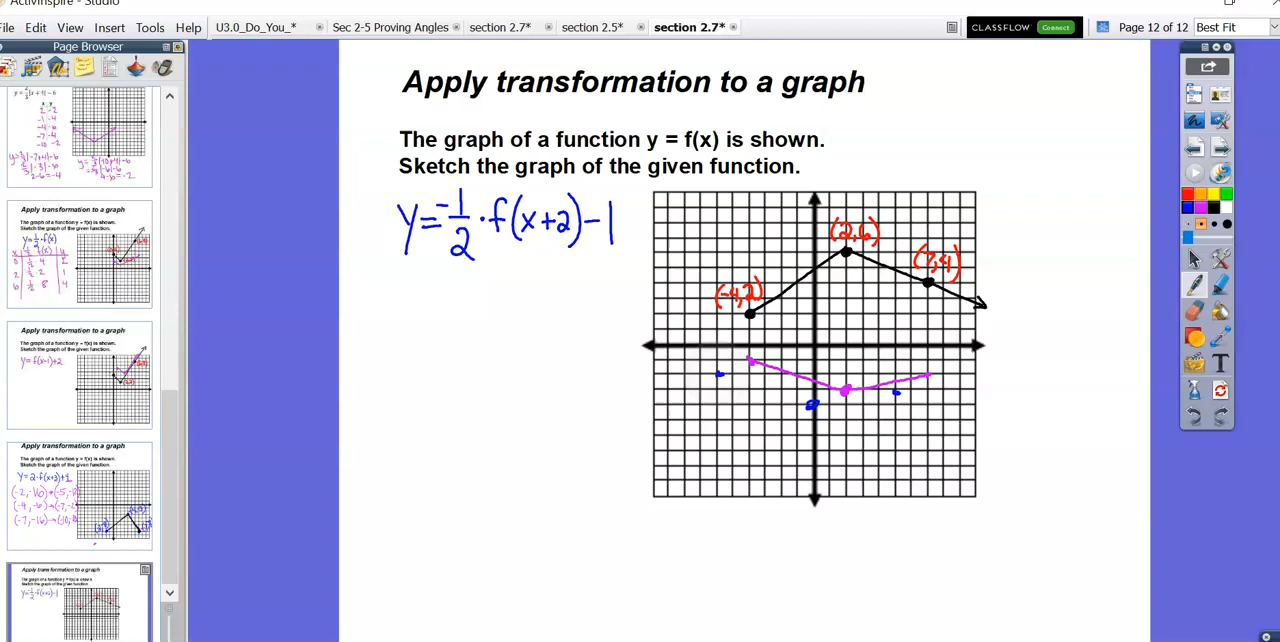 ActivInspire - Studio
File Edit View Insert Tools Help
U3.0_Do_You_* Sec 2-5 Proving Angles section 2.7* section 2.5* section 2.7*
CLASSFLOW Connect
Page 12 of 12 Best Fit
Page Browser
Apply transformation to a graph
The graph of a function y = f(x) is shown.
Sketch the graph of the given function.
y = -1/2 · f(x+2) - 1
(2,6)
(7,4)
(-4,2)
Apply transformation to a graph
The graph of a function y = f(x) is shown.
Sketch the graph of the given function.
Apply transformation to a graph
The graph of a function y = f(x) is shown.
Sketch the graph of the given function.
y = f(x-1)+2
Apply transformation to a graph
The graph of a function y = f(x) is shown.
Sketch the graph of the given function.
y = 2·f(x+3)+1
Apply transformation to a graph
The graph of a function y = f(x) is shown.
Sketch the graph of the given function.
y = -1/2·f(x+2)-1